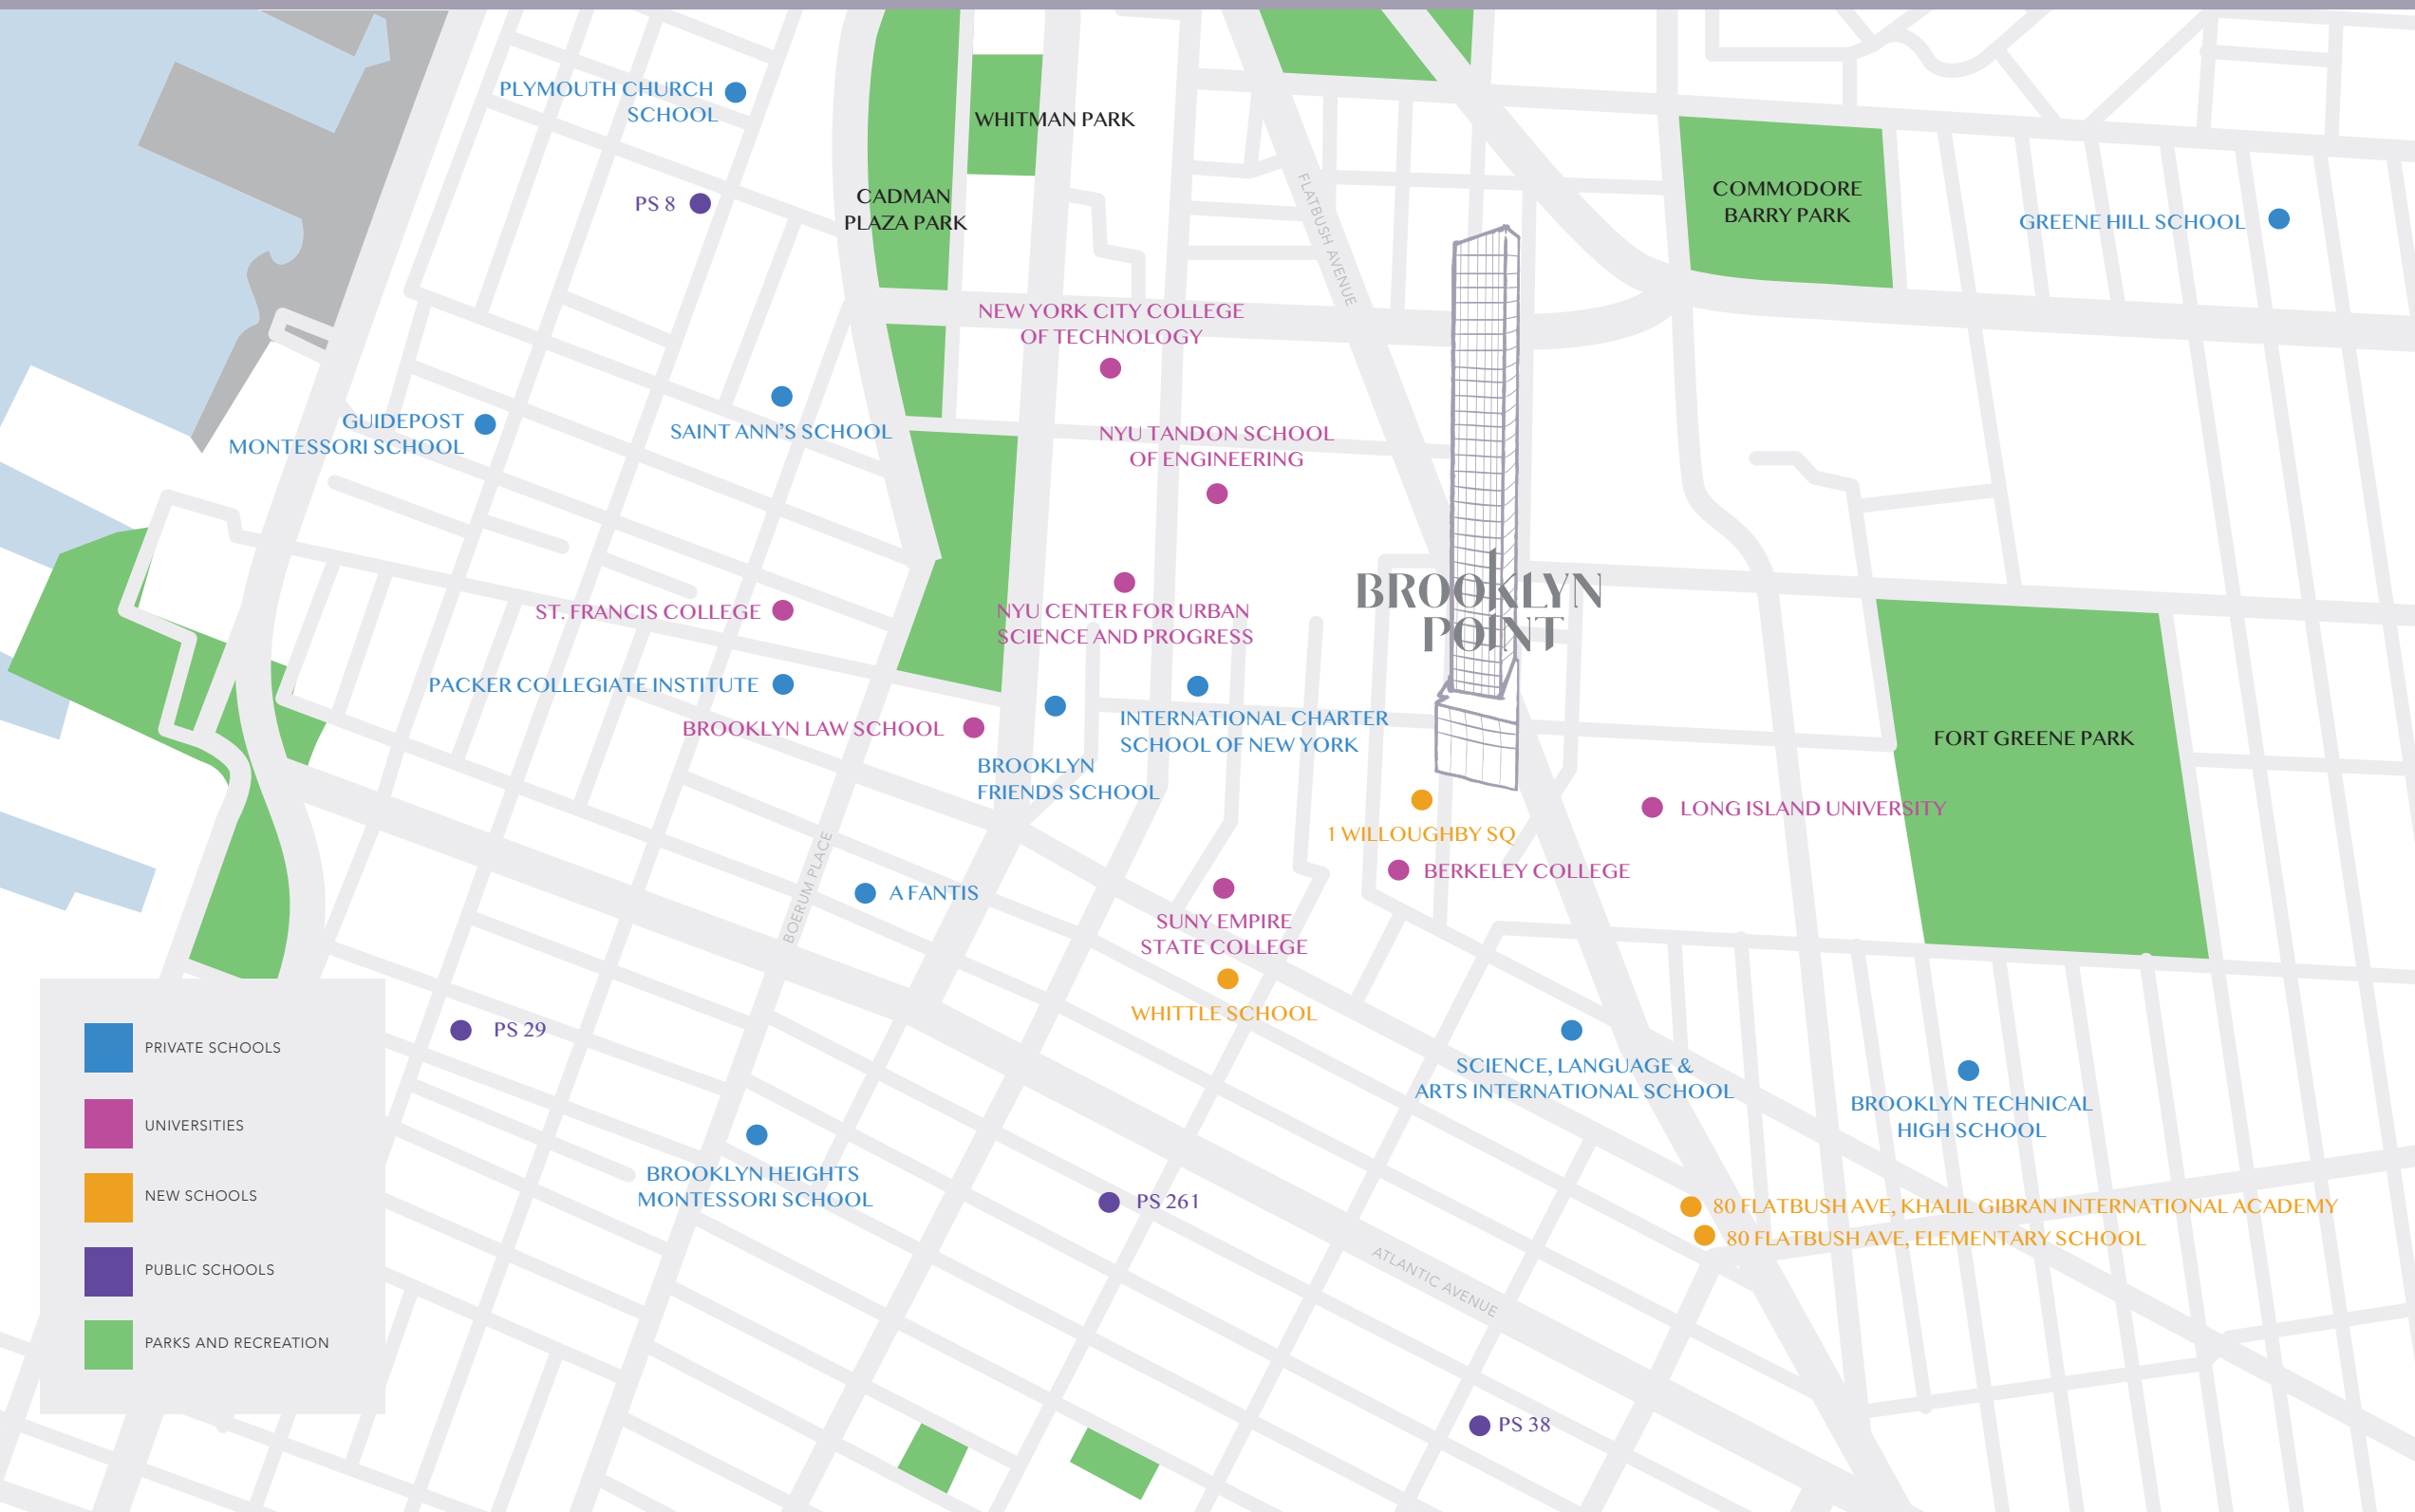 PLYMOUTH CHURCH
SCHOOL
WHITMAN PARK
PS 8
CADMAN
PLAZA PARK
FLATBUSH AVENUE
COMMODORE
BARRY PARK
GREENE HILL SCHOOL
NEW YORK CITY COLLEGE
OF TECHNOLOGY
GUIDEPOST
MONTESSORI SCHOOL
SAINT ANN'S SCHOOL
NYU TANDON SCHOOL
OF ENGINEERING
BROOKLYN
POINT
ST. FRANCIS COLLEGE
NYU CENTER FOR URBAN
SCIENCE AND PROGRESS
PACKER COLLEGIATE INSTITUTE
BROOKLYN LAW SCHOOL
INTERNATIONAL CHARTER
SCHOOL OF NEW YORK
FORT GREENE PARK
BROOKLYN
FRIENDS SCHOOL
1 WILLOUGHBY SQ
LONG ISLAND UNIVERSITY
BERKELEY COLLEGE
BOERUM PLACE
A FANTIS
SUNY EMPIRE
STATE COLLEGE
WHITTLE SCHOOL
PS 29
SCIENCE, LANGUAGE &
ARTS INTERNATIONAL SCHOOL
BROOKLYN TECHNICAL
HIGH SCHOOL
BROOKLYN HEIGHTS
MONTESSORI SCHOOL
PS 261
80 FLATBUSH AVE, KHALIL GIBRAN INTERNATIONAL ACADEMY
80 FLATBUSH AVE, ELEMENTARY SCHOOL
ATLANTIC AVENUE
PS 38
PRIVATE SCHOOLS
UNIVERSITIES
NEW SCHOOLS
PUBLIC SCHOOLS
PARKS AND RECREATION